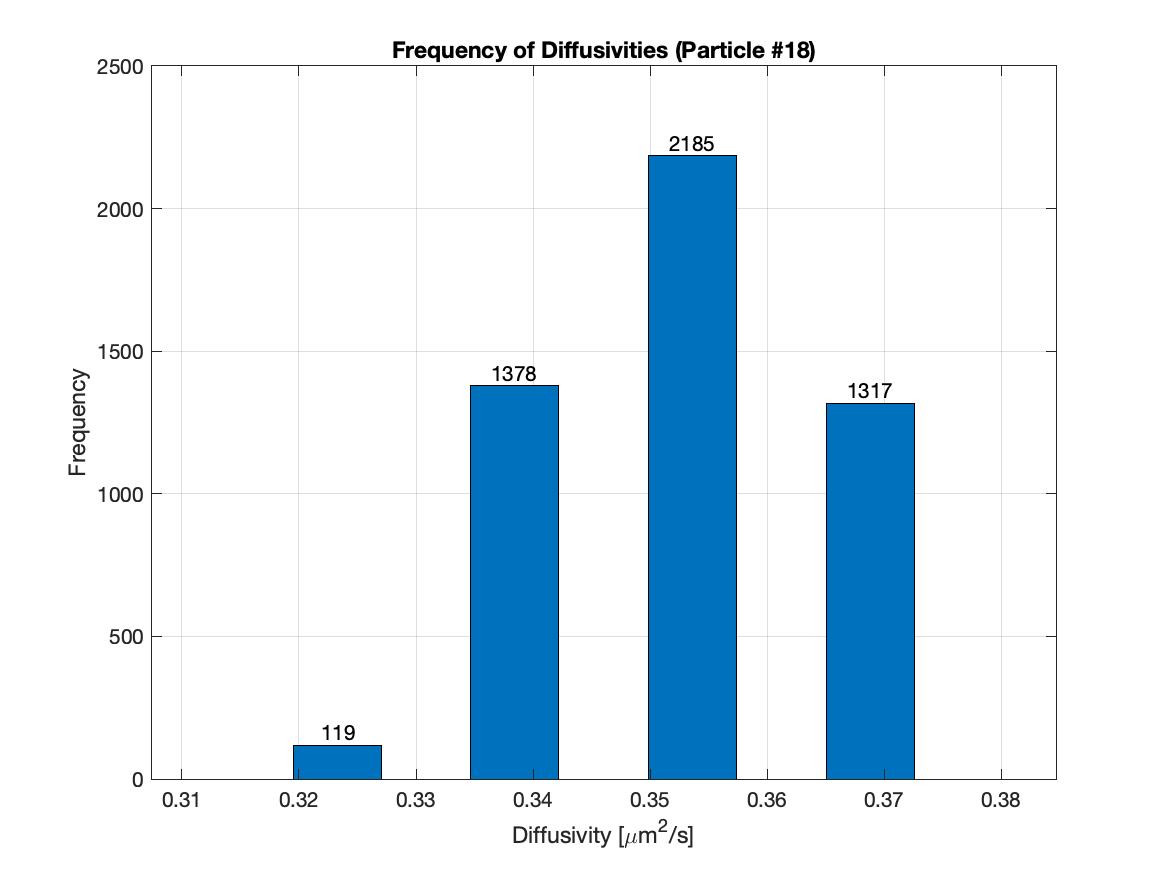 Frequency of Diffusivities (Particle #18)
2500
2000
1500
1000
500
0
Frequency
119
1378
2185
1317
0.31 0.32 0.33 0.34 0.35 0.36 0.37 0.38
Diffusivity [μm²/s]